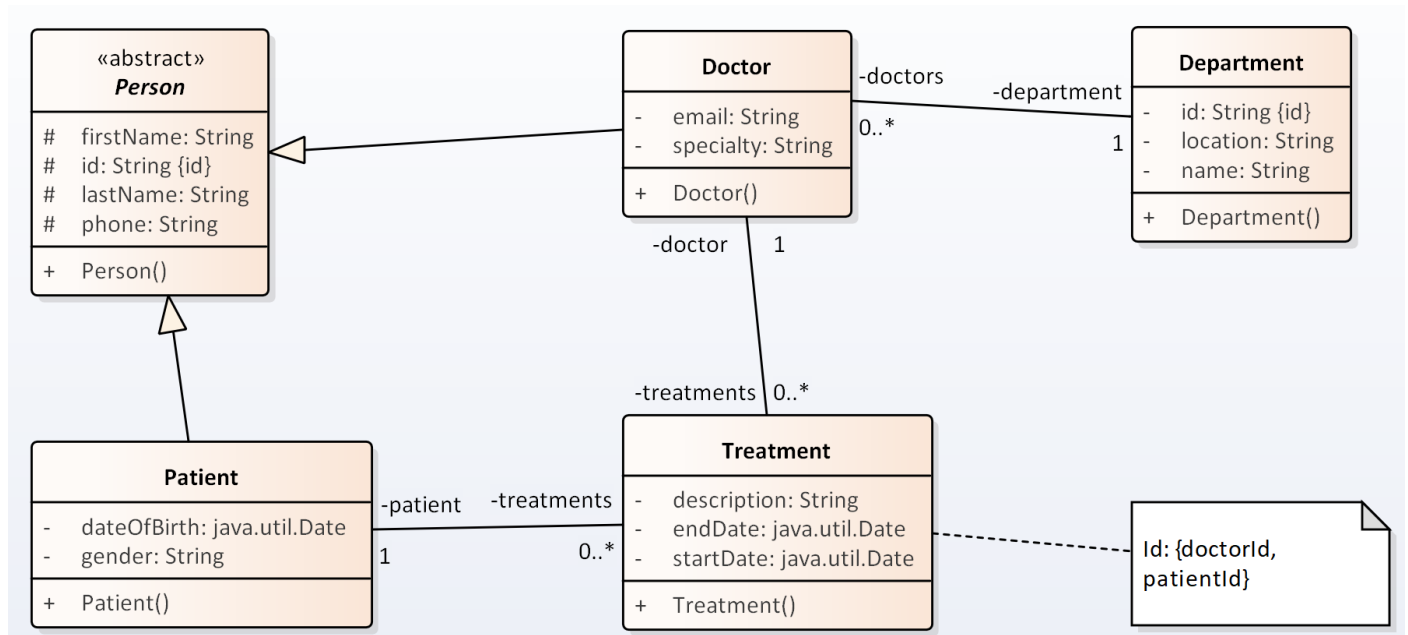 «abstract»
Person
# firstName: String
# id: String {id}
# lastName: String
# phone: String
+ Person()
Doctor
- email: String
- specialty: String
+ Doctor()
-doctors
0..*
-department
1
Department
- id: String {id}
- location: String
- name: String
+ Department()
-doctor 1
-treatments 0..*
Patient
- dateOfBirth: java.util.Date
- gender: String
+ Patient()
-patient
1
-treatments
0..*
Treatment
- description: String
- endDate: java.util.Date
- startDate: java.util.Date
+ Treatment()
Id: {doctorId,
patientId}